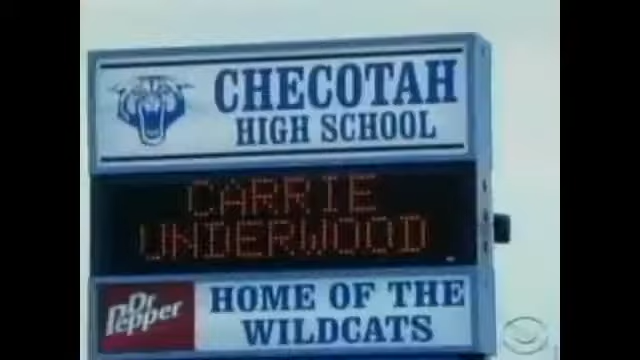 CHECOTAH
HIGH SCHOOL
CARRIE
UNDERWOOD
Dr
Pepper
HOME OF THE
WILDCATS